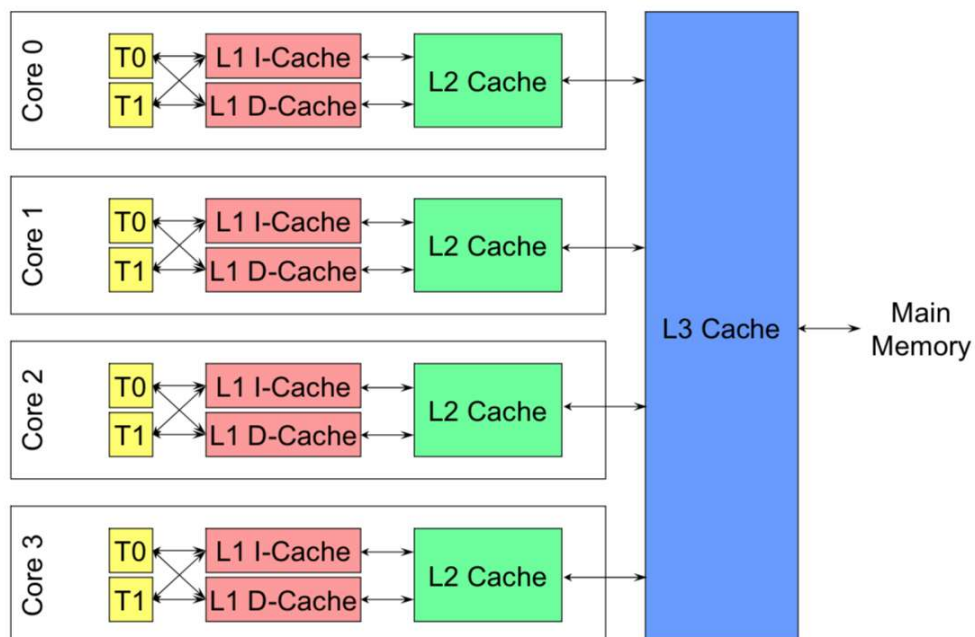 Core 0
T0
L1 I-Cache
T1
L1 D-Cache
L2 Cache
Core 1
T0
L1 I-Cache
T1
L1 D-Cache
L2 Cache
Core 2
T0
L1 I-Cache
T1
L1 D-Cache
L2 Cache
Core 3
T0
L1 I-Cache
T1
L1 D-Cache
L2 Cache
L3 Cache
Main
Memory